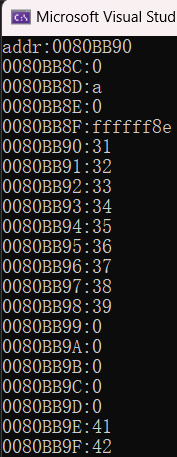 Microsoft Visual Stud
addr:0080BB90
0080BB8C:0
0080BB8D:a
0080BB8E:0
0080BB8F:ffffff8e
0080BB90:31
0080BB91:32
0080BB92:33
0080BB93:34
0080BB94:35
0080BB95:36
0080BB96:37
0080BB97:38
0080BB98:39
0080BB99:0
0080BB9A:0
0080BB9B:0
0080BB9C:0
0080BB9D:0
0080BB9E:41
0080BB9F:42